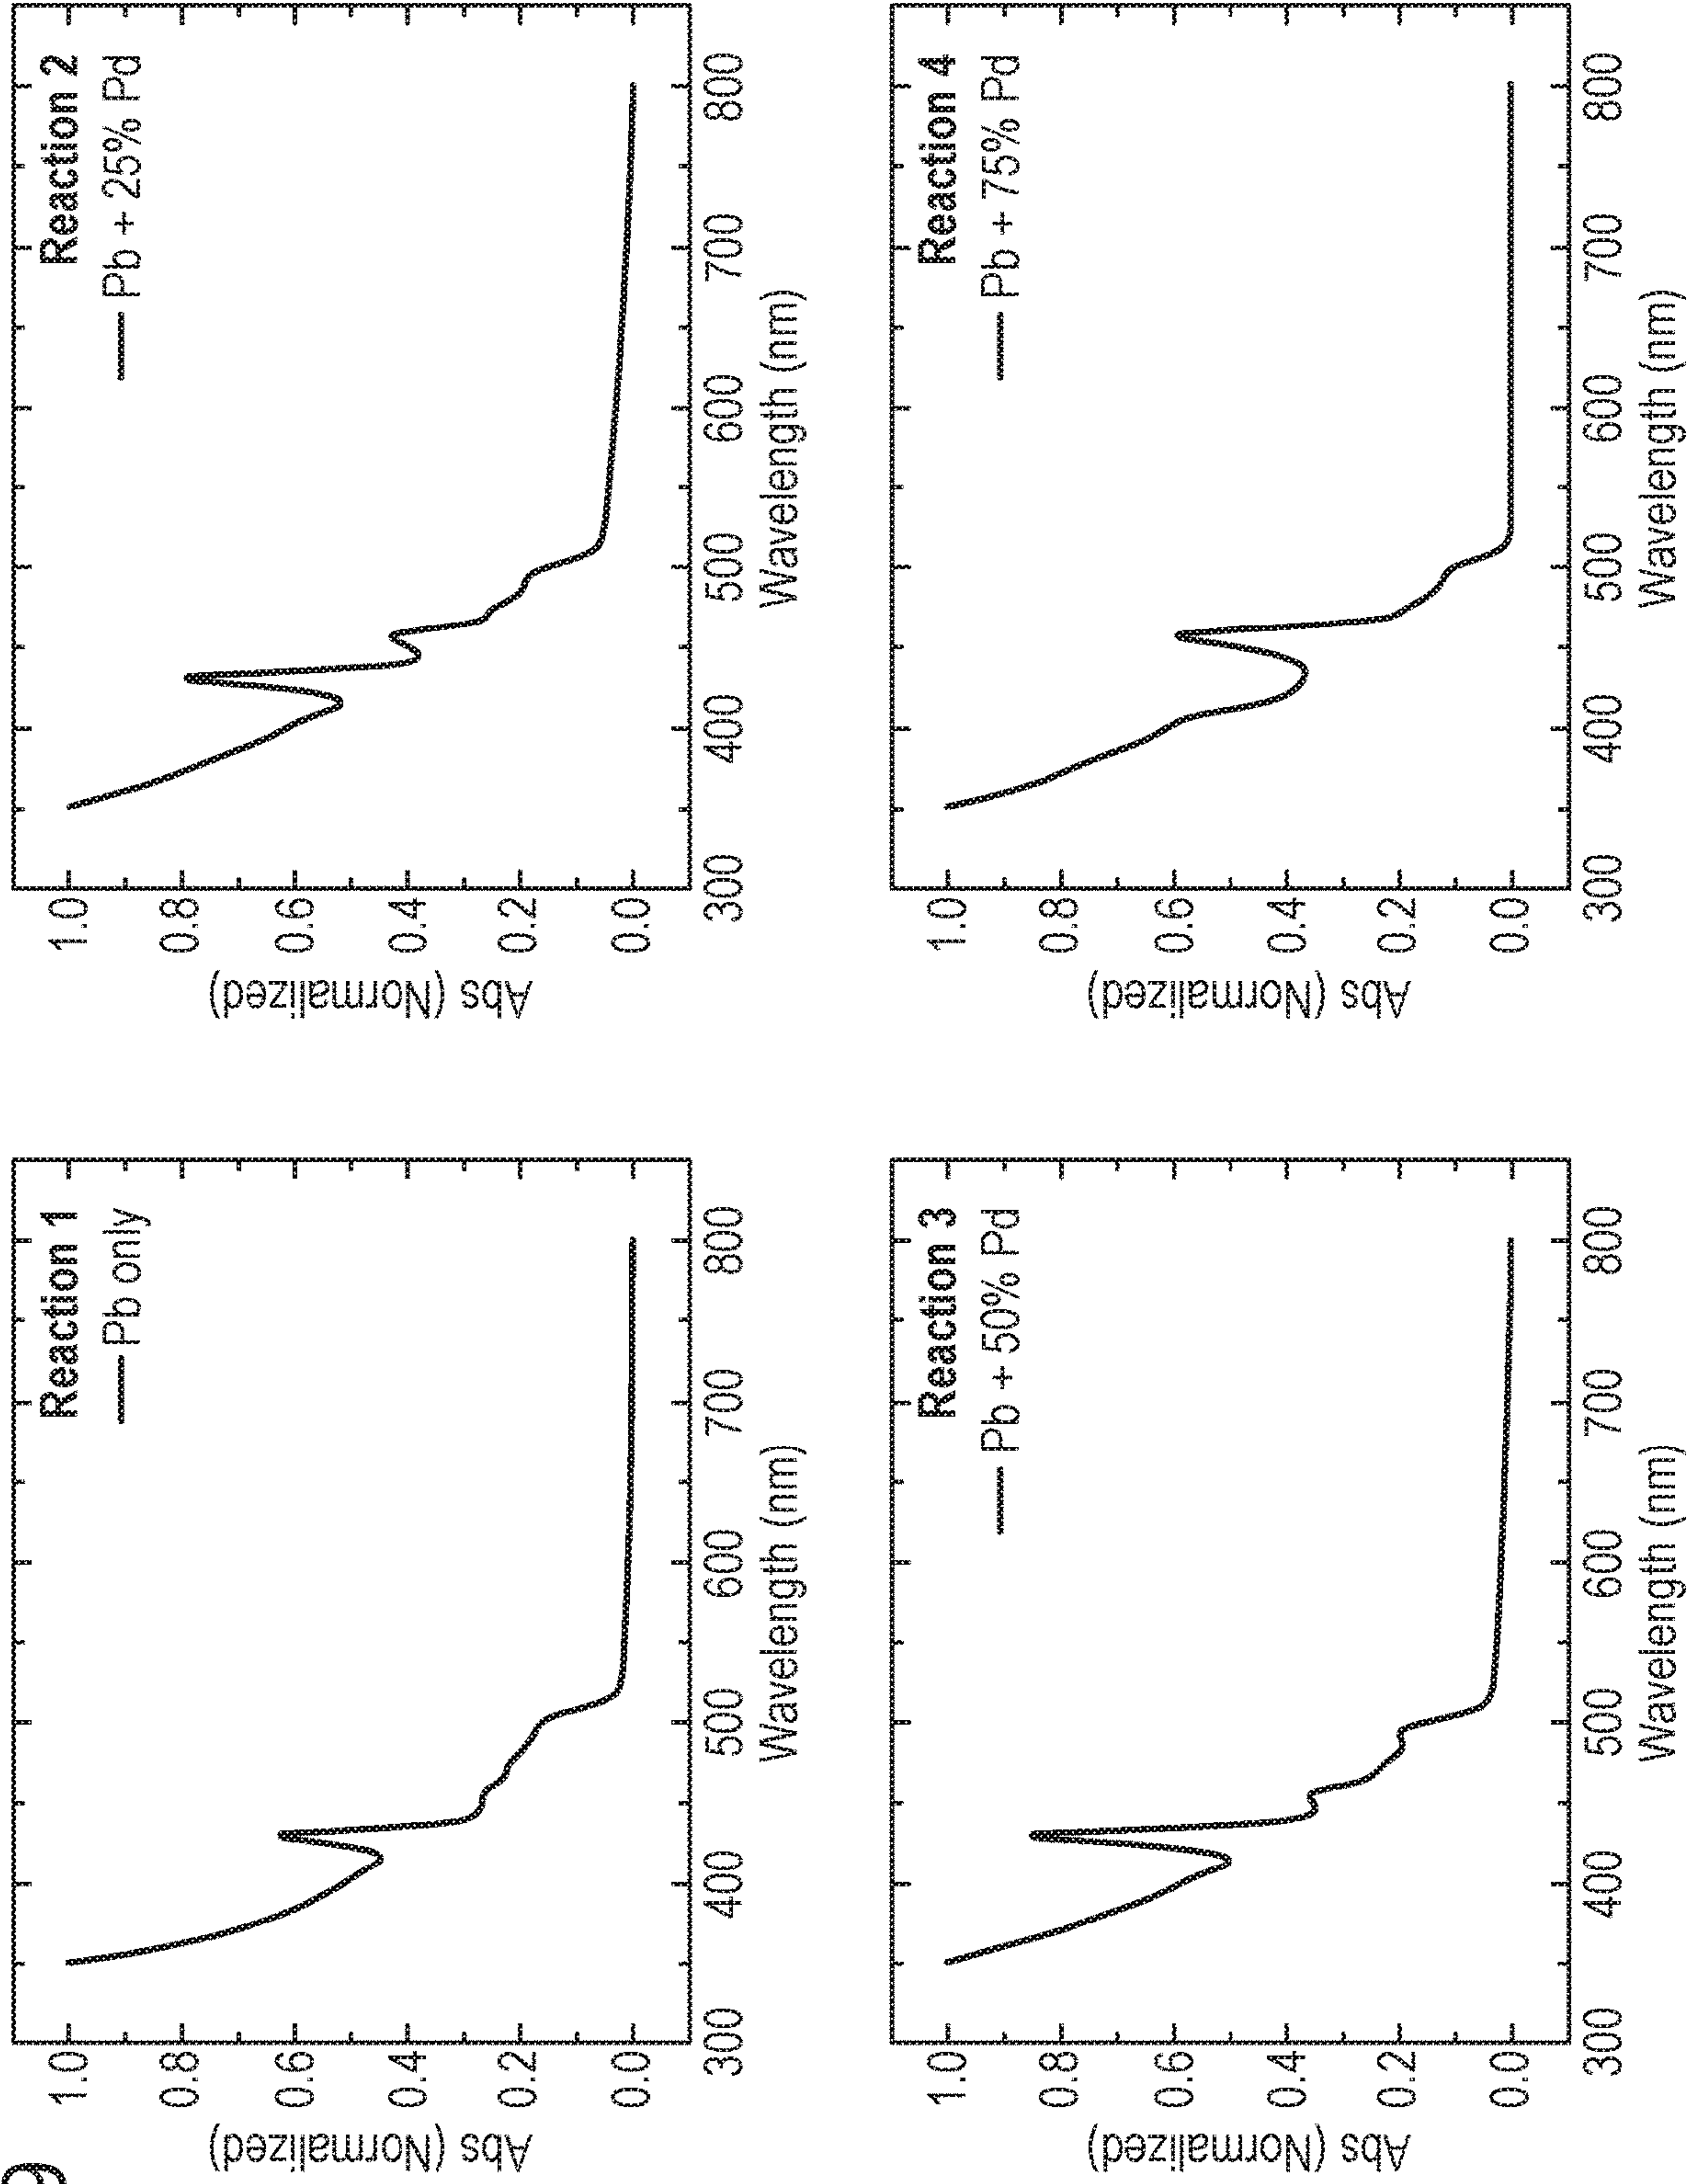 Reaction 1
Pb only
1.0
0.8
0.6
0.4
0.2
0.0
Abs (Normalized)
300 400 500 600 700 800
Wavelength (nm)
Reaction 2
Pb + 25% Pd
1.0
0.8
0.6
0.4
0.2
0.0
Abs (Normalized)
300 400 500 600 700 800
Wavelength (nm)
Reaction 3
Pb + 50% Pd
1.0
0.8
0.6
0.4
0.2
0.0
Abs (Normalized)
300 400 500 600 700 800
Wavelength (nm)
Reaction 4
Pb + 75% Pd
1.0
0.8
0.6
0.4
0.2
0.0
Abs (Normalized)
300 400 500 600 700 800
Wavelength (nm)